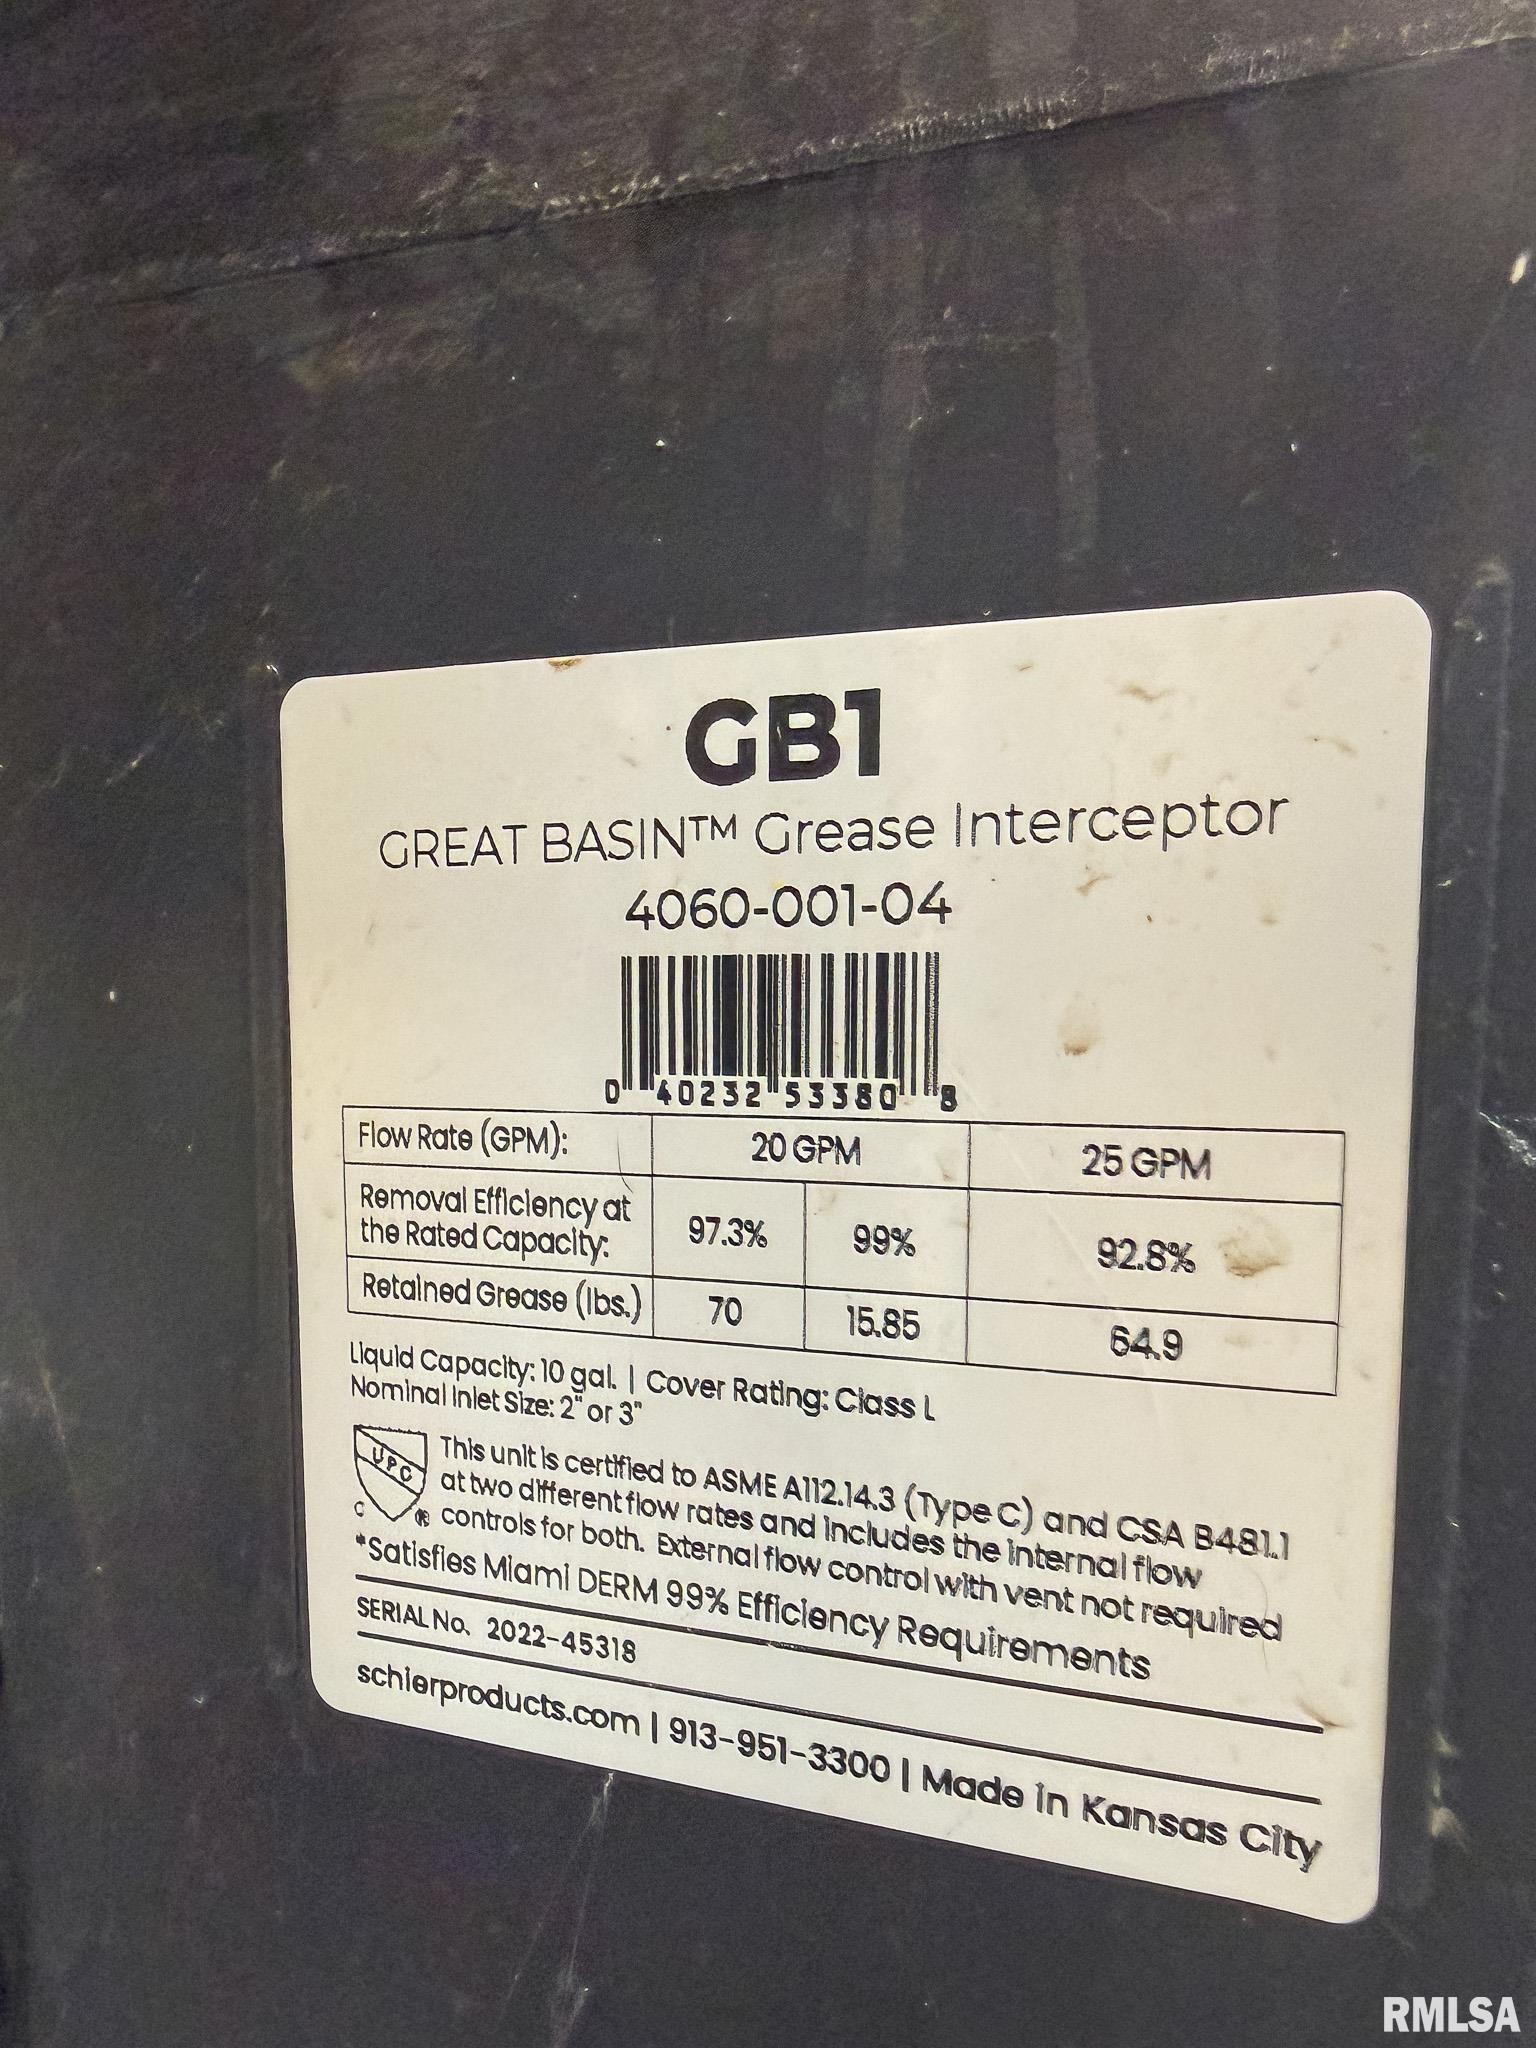 GB1
GREAT BASIN™ Grease Interceptor
4060-001-04
0 40232 53380 8
Flow Rate (GPM): 20 GPM 25 GPM
Removal Efficiency at
the Rated Capacity: 97.3% 99% 92.8%
Retained Grease (lbs.) 70 15.85 64.9
Liquid Capacity: 10 gal. | Cover Rating: Class L
Nominal Inlet Size: 2" or 3"
UPC
C ®
This unit is certified to ASME A112.14.3 (Type C) and CSA B481.1
at two different flow rates and includes the internal flow
controls for both. External flow control with vent not required
*Satisfies Miami DERM 99% Efficiency Requirements
SERIAL No. 2022-45318
schierproducts.com | 913-951-3300 | Made in Kansas City
RMLSA